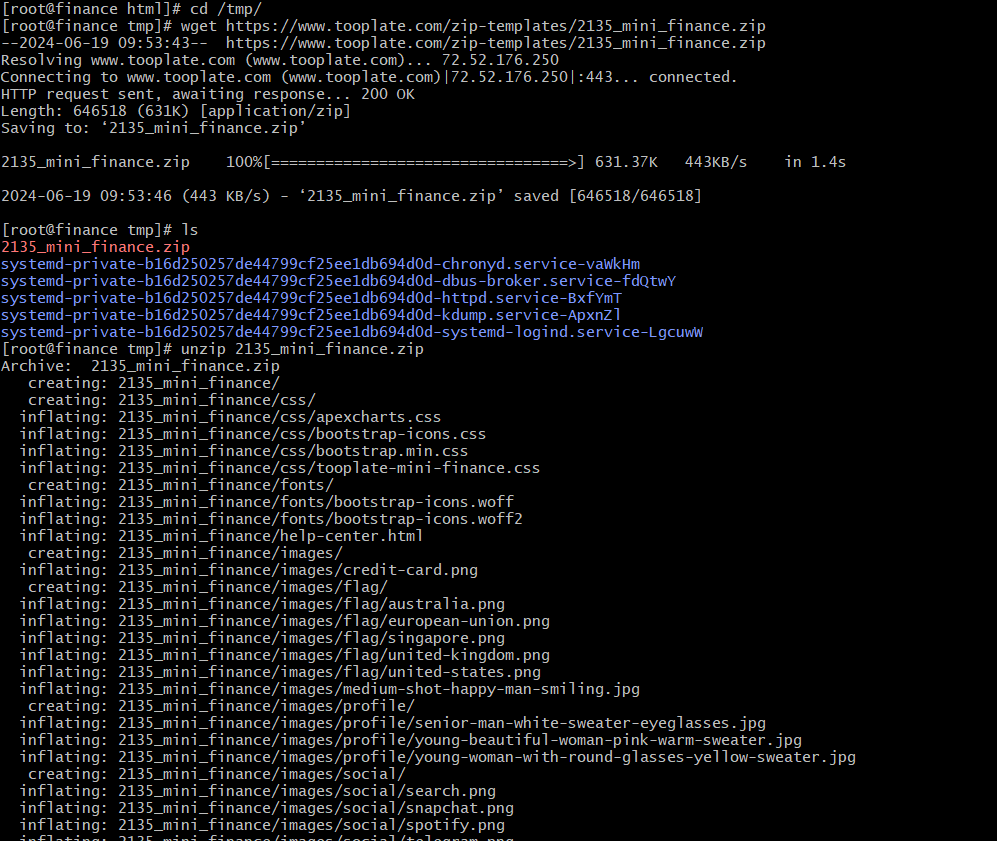 [root@finance html]# cd /tmp/
[root@finance tmp]# wget https://www.tooplate.com/zip-templates/2135_mini_finance.zip
--2024-06-19 09:53:43--  https://www.tooplate.com/zip-templates/2135_mini_finance.zip
Resolving www.tooplate.com (www.tooplate.com)... 72.52.176.250
Connecting to www.tooplate.com (www.tooplate.com)|72.52.176.250|:443... connected.
HTTP request sent, awaiting response... 200 OK
Length: 646518 (631K) [application/zip]
Saving to: ‘2135_mini_finance.zip’
2135_mini_finance.zip    100%[=================================>] 631.37K   443KB/s    in 1.4s
2024-06-19 09:53:46 (443 KB/s) - ‘2135_mini_finance.zip’ saved [646518/646518]
[root@finance tmp]# ls
2135_mini_finance.zip
systemd-private-b16d250257de44799cf25ee1db694d0d-chronyd.service-vaWkHm
systemd-private-b16d250257de44799cf25ee1db694d0d-dbus-broker.service-fdQtwY
systemd-private-b16d250257de44799cf25ee1db694d0d-httpd.service-BxfYmT
systemd-private-b16d250257de44799cf25ee1db694d0d-kdump.service-ApxnZl
systemd-private-b16d250257de44799cf25ee1db694d0d-systemd-logind.service-LgcuwW
[root@finance tmp]# unzip 2135_mini_finance.zip
Archive:  2135_mini_finance.zip
   creating: 2135_mini_finance/
   creating: 2135_mini_finance/css/
  inflating: 2135_mini_finance/css/apexcharts.css
  inflating: 2135_mini_finance/css/bootstrap-icons.css
  inflating: 2135_mini_finance/css/bootstrap.min.css
  inflating: 2135_mini_finance/css/tooplate-mini-finance.css
   creating: 2135_mini_finance/fonts/
  inflating: 2135_mini_finance/fonts/bootstrap-icons.woff
  inflating: 2135_mini_finance/fonts/bootstrap-icons.woff2
  inflating: 2135_mini_finance/help-center.html
   creating: 2135_mini_finance/images/
  inflating: 2135_mini_finance/images/credit-card.png
   creating: 2135_mini_finance/images/flag/
  inflating: 2135_mini_finance/images/flag/australia.png
  inflating: 2135_mini_finance/images/flag/european-union.png
  inflating: 2135_mini_finance/images/flag/singapore.png
  inflating: 2135_mini_finance/images/flag/united-kingdom.png
  inflating: 2135_mini_finance/images/flag/united-states.png
  inflating: 2135_mini_finance/images/medium-shot-happy-man-smiling.jpg
   creating: 2135_mini_finance/images/profile/
  inflating: 2135_mini_finance/images/profile/senior-man-white-sweater-eyeglasses.jpg
  inflating: 2135_mini_finance/images/profile/young-beautiful-woman-pink-warm-sweater.jpg
  inflating: 2135_mini_finance/images/profile/young-woman-with-round-glasses-yellow-sweater.jpg
   creating: 2135_mini_finance/images/social/
  inflating: 2135_mini_finance/images/social/search.png
  inflating: 2135_mini_finance/images/social/snapchat.png
  inflating: 2135_mini_finance/images/social/spotify.png
  inflating: 2135_mini_finance/images/social/telegram.png